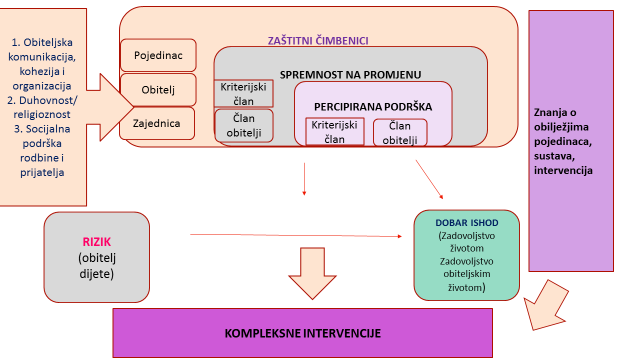 1. Obiteljska
komunikacija,
kohezija i
organizacija
2. Duhovnost/
religioznost
3. Socijalna
podrška
rodbine i
prijatelja
Pojedinac
Obitelj
Zajednica
ZAŠTITNI ČIMBENICI
SPREMNOST NA PROMJENU
Kriterijski
član
Član
obitelji
PERCIPIRANA PODRŠKA
Kriterijski
član
Član
obitelji
Znanja o
obilježjima
pojedinaca,
sustava,
intervencija
RIZIK
(obitelj
dijete)
DOBAR ISHOD
(Zadovoljstvo
životom
Zadovoljstvo
obiteljskim
životom)
KOMPLEKSNE INTERVENCIJE